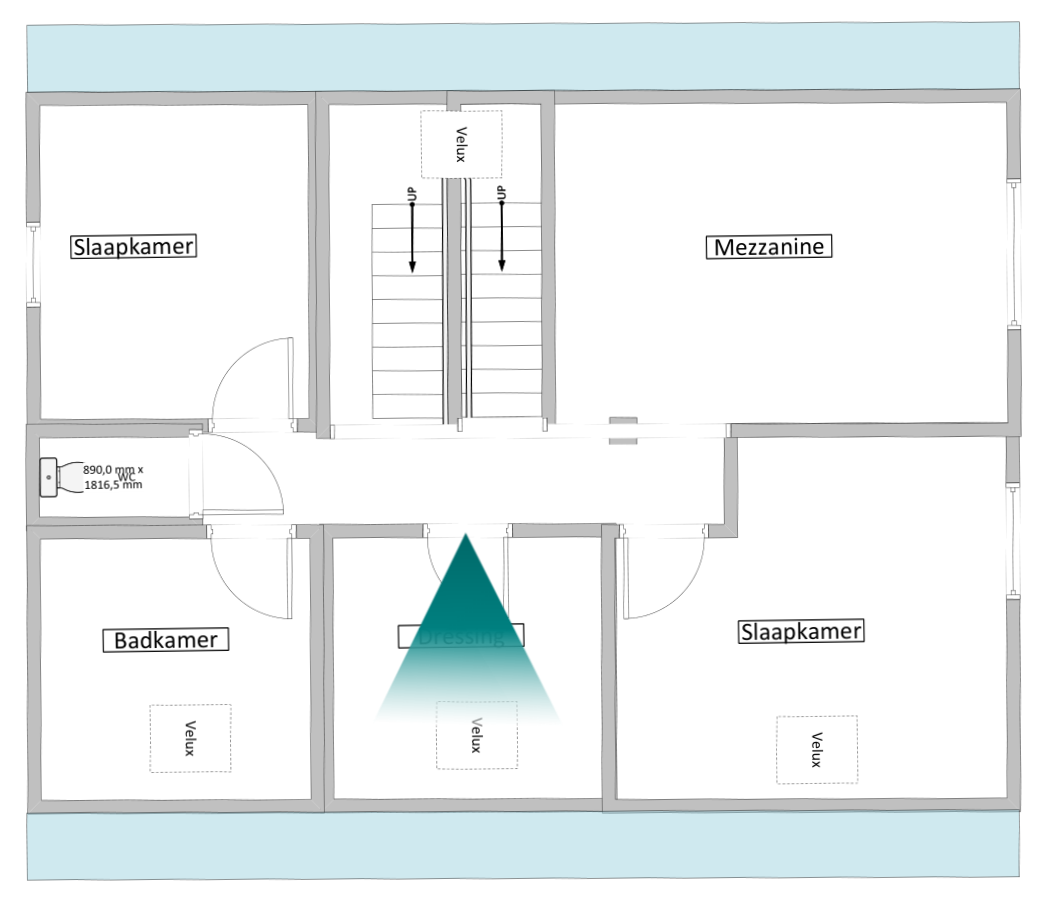 Velux
UP
UP
Slaapkamer
Mezzanine
890,0 mm x
WC
1816,5 mm
Badkamer
Dressing
Slaapkamer
Velux
Velux
Velux